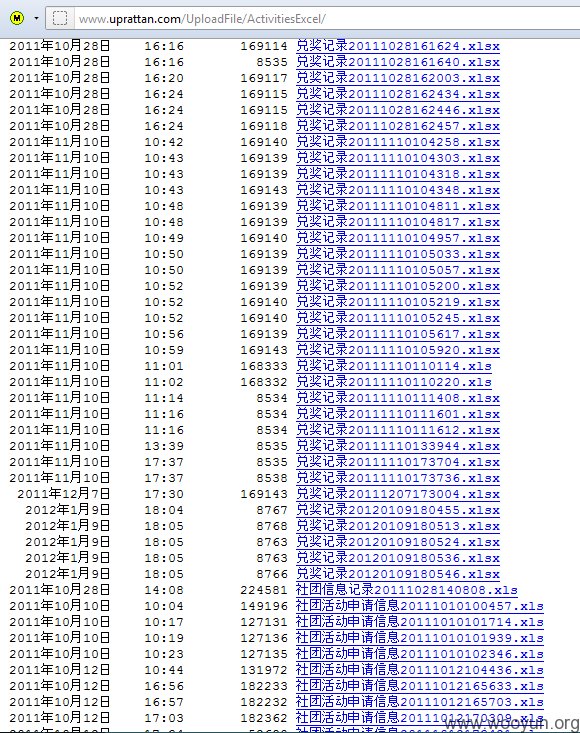 www.uprattan.com/UploadFile/ActivitiesExcel/
2011年10月28日 16:16 169114 兑奖记录20111028161624.xlsx
2011年10月28日 16:16 8535 兑奖记录20111028161640.xlsx
2011年10月28日 16:20 169117 兑奖记录20111028162003.xlsx
2011年10月28日 16:24 169115 兑奖记录20111028162434.xlsx
2011年10月28日 16:24 169115 兑奖记录20111028162446.xlsx
2011年10月28日 16:24 169118 兑奖记录20111028162457.xlsx
2011年11月10日 10:42 169140 兑奖记录20111110104258.xlsx
2011年11月10日 10:43 169139 兑奖记录20111110104303.xlsx
2011年11月10日 10:43 169139 兑奖记录20111110104318.xlsx
2011年11月10日 10:43 169143 兑奖记录20111110104348.xlsx
2011年11月10日 10:48 169139 兑奖记录20111110104811.xlsx
2011年11月10日 10:48 169139 兑奖记录20111110104817.xlsx
2011年11月10日 10:49 169140 兑奖记录20111110104957.xlsx
2011年11月10日 10:50 169139 兑奖记录20111110105033.xlsx
2011年11月10日 10:50 169139 兑奖记录20111110105057.xlsx
2011年11月10日 10:52 169139 兑奖记录20111110105200.xlsx
2011年11月10日 10:52 169140 兑奖记录20111110105219.xlsx
2011年11月10日 10:52 169140 兑奖记录20111110105245.xlsx
2011年11月10日 10:56 169139 兑奖记录20111110105617.xlsx
2011年11月10日 10:59 169143 兑奖记录20111110105920.xlsx
2011年11月10日 11:01 168333 兑奖记录20111110110114.xls
2011年11月10日 11:02 168332 兑奖记录20111110110220.xls
2011年11月10日 11:14 8534 兑奖记录20111110111408.xlsx
2011年11月10日 11:16 8534 兑奖记录20111110111601.xlsx
2011年11月10日 11:16 8534 兑奖记录20111110111612.xlsx
2011年11月10日 13:39 8535 兑奖记录20111110133944.xlsx
2011年11月10日 17:37 8535 兑奖记录20111110173704.xlsx
2011年11月10日 17:37 8538 兑奖记录20111110173736.xlsx
2011年12月7日 17:30 169143 兑奖记录20111207173004.xlsx
2012年1月9日 18:04 8767 兑奖记录20120109180455.xlsx
2012年1月9日 18:05 8768 兑奖记录20120109180513.xlsx
2012年1月9日 18:05 8763 兑奖记录20120109180524.xlsx
2012年1月9日 18:05 8763 兑奖记录20120109180536.xlsx
2012年1月9日 18:05 8766 兑奖记录20120109180546.xlsx
2011年10月28日 14:08 224581 社团信息记录20111028140808.xls
2011年10月10日 10:04 149196 社团活动申请信息20111010100457.xls
2011年10月10日 10:17 127131 社团活动申请信息20111010101714.xls
2011年10月10日 10:19 127136 社团活动申请信息20111010101939.xls
2011年10月10日 10:23 127135 社团活动申请信息20111010102346.xls
2011年10月12日 10:44 131972 社团活动申请信息20111012104436.xls
2011年10月12日 16:56 182233 社团活动申请信息20111012165633.xls
2011年10月12日 16:57 182232 社团活动申请信息20111012165703.xls
2011年10月12日 17:03 182362 社团活动申请信息20111012170309.xls
www.wooyun.org